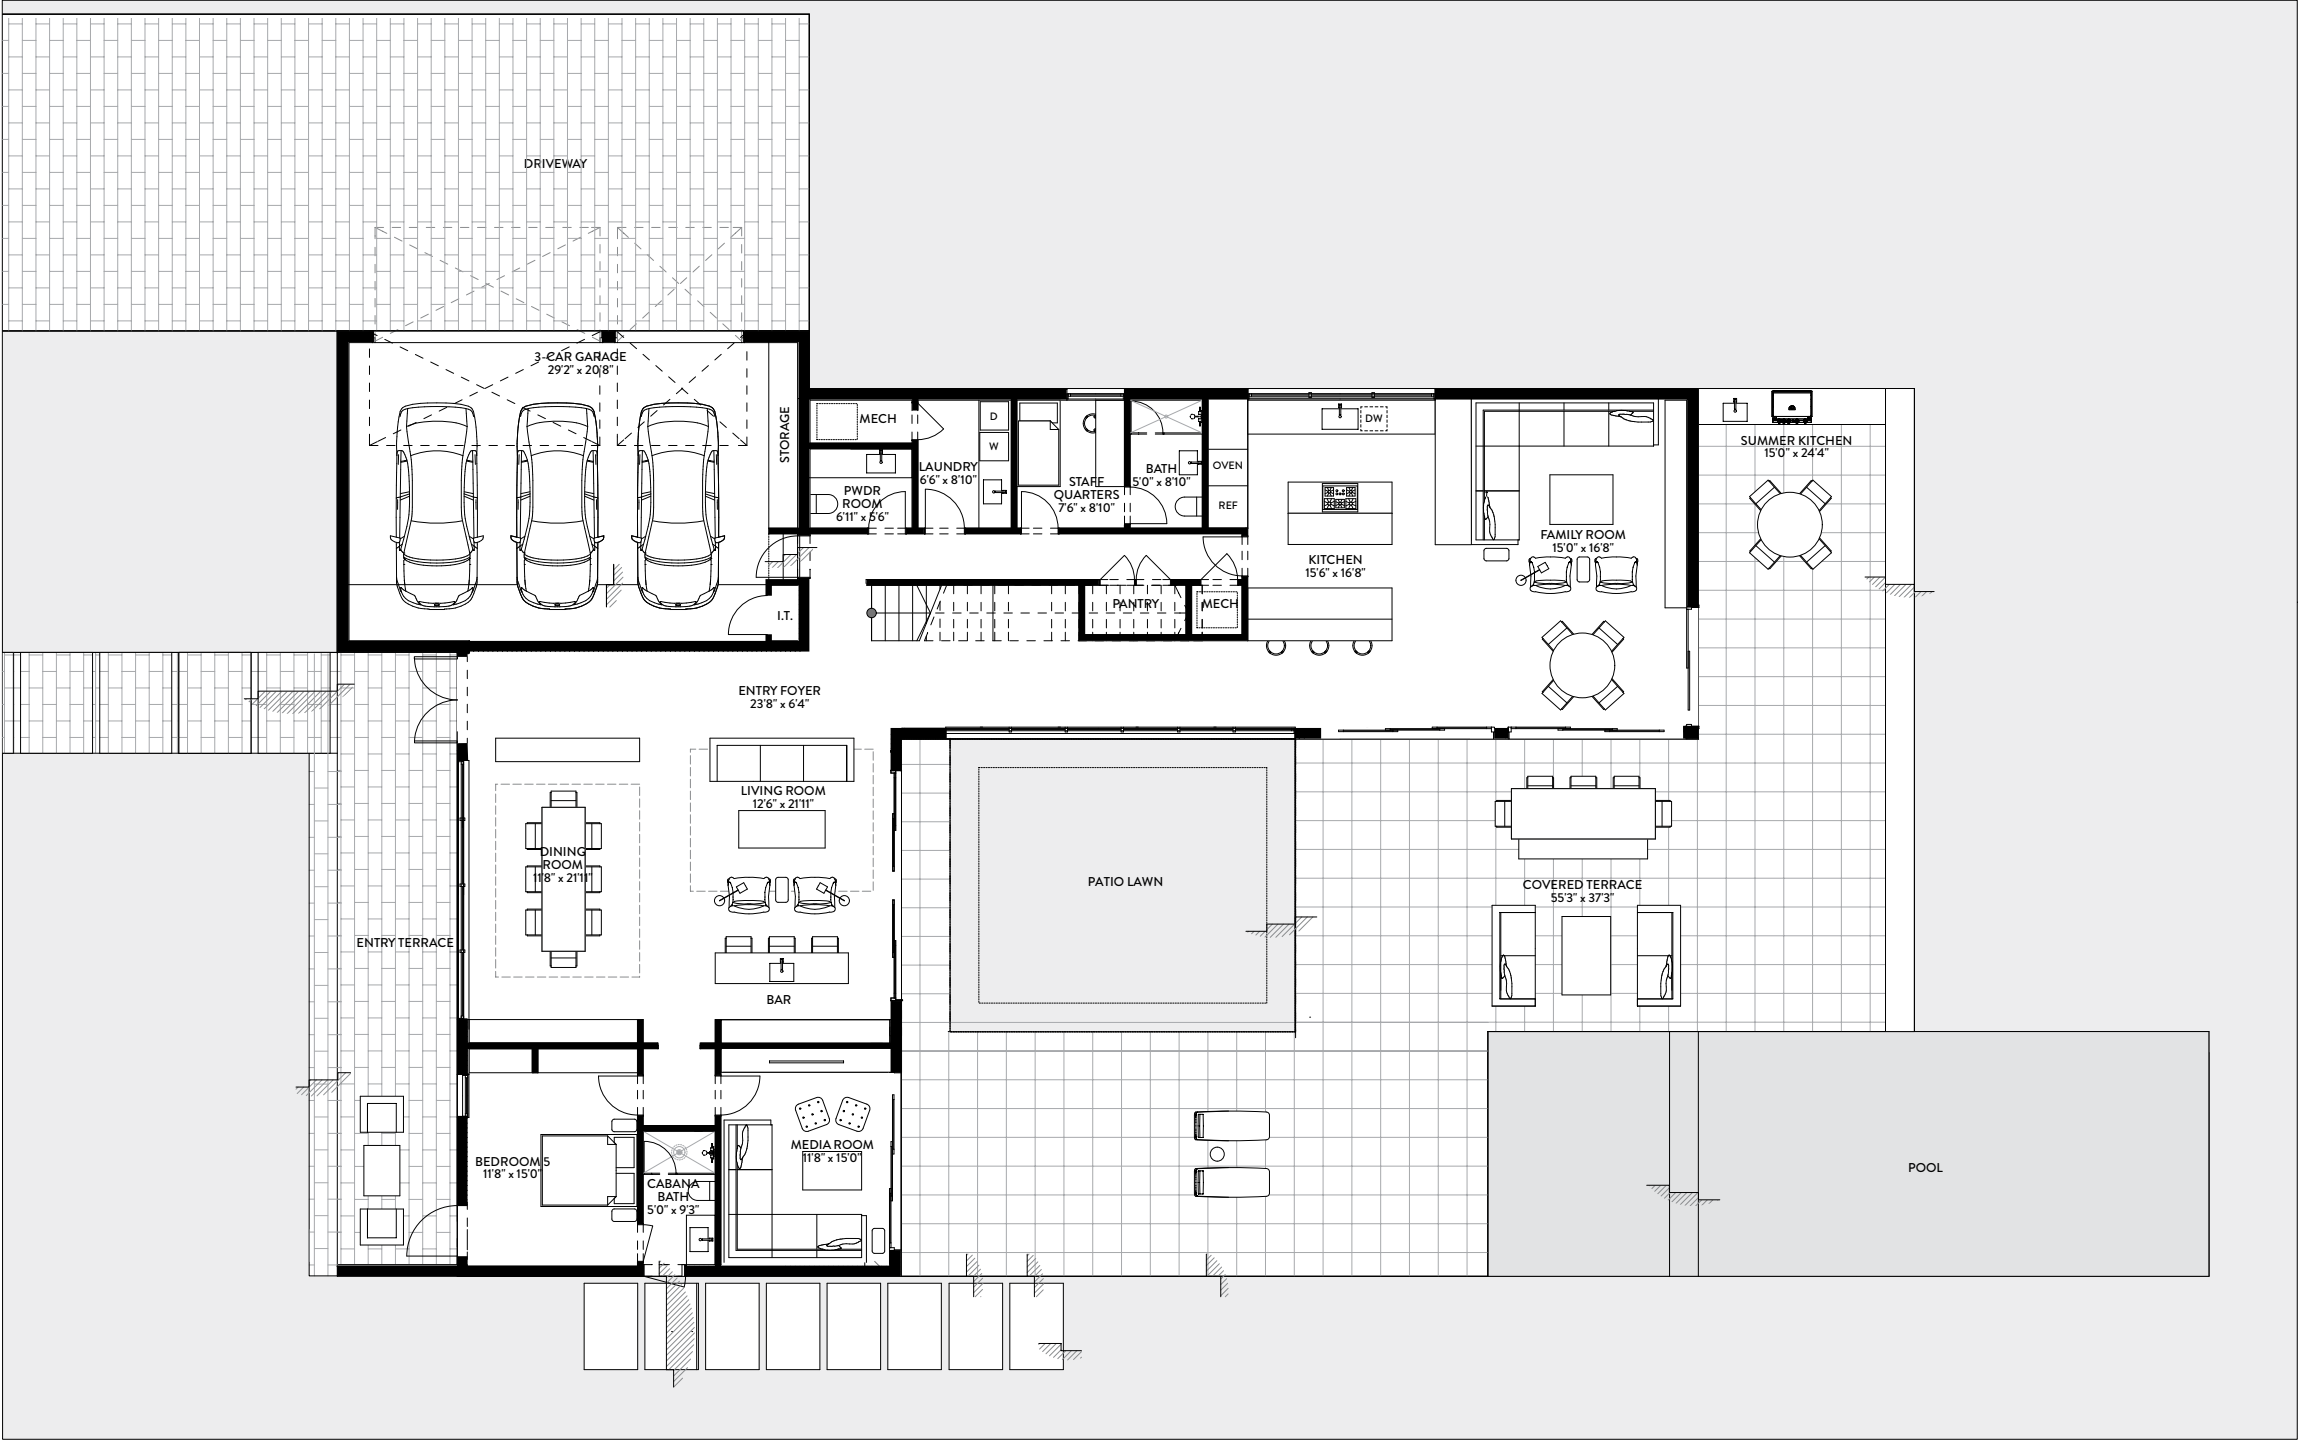 DRIVEWAY
3-CAR GARAGE
29'2" x 20'8"
STORAGE
MECH
D
W
LAUNDRY
6'6" x 8'10"
PWDR
ROOM
6'11" x 5'6"
STAFF
QUARTERS
7'6" x 8'10"
BATH
5'0" x 8'10"
OVEN
REF
DW
KITCHEN
15'6" x 16'8"
FAMILY ROOM
15'0" x 16'8"
SUMMER KITCHEN
15'0" x 24'4"
I.T.
PANTRY
MECH
ENTRY FOYER
23'8" x 6'4"
LIVING ROOM
12'6" x 21'11"
DINING
ROOM
11'8" x 21'11"
PATIO LAWN
COVERED TERRACE
55'3" x 37'3"
ENTRY TERRACE
BAR
BEDROOM 5
11'8" x 15'0"
CABANA
BATH
5'0" x 9'3"
MEDIA ROOM
11'8" x 15'0"
POOL